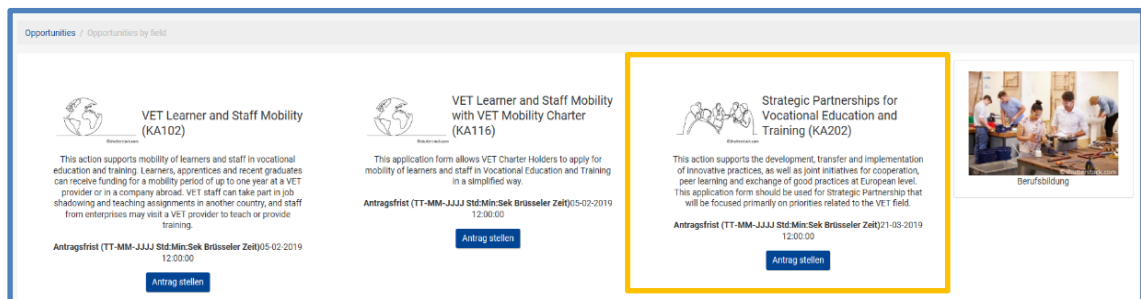 Opportunities / Opportunities by field
VET Learner and Staff Mobility
(KA102)
This action supports mobility of learners and staff in vocational
education and training. Learners, apprentices and recent graduates
can receive funding for a mobility period of up to one year at a VET
provider or in a company abroad. VET staff can take part in job
shadowing and teaching assignments in another country, and staff
from enterprises may visit a VET provider to teach or provide
training.
Antragsfrist (TT-MM-JJJJ Std:Min:Sek Brüsseler Zeit)05-02-2019
12:00:00
Antrag stellen
VET Learner and Staff Mobility
with VET Mobility Charter
(KA116)
This application form allows VET Charter Holders to apply for
mobility of learners and staff in Vocational Education and Training
in a simplified way.
Antragsfrist (TT-MM-JJJJ Std:Min:Sek Brüsseler Zeit)05-02-2019
12:00:00
Antrag stellen
Strategic Partnerships for
Vocational Education and
Training (KA202)
This action supports the development, transfer and implementation
of innovative practices, as well as joint initiatives for cooperation,
peer learning and exchange of good practices at European level.
This application form should be used for Strategic Partnership that
will be focused primarily on priorities related to the VET field.
Antragsfrist (TT-MM-JJJJ Std:Min:Sek Brüsseler Zeit)21-03-2019
12:00:00
Antrag stellen
© shutterstock.com
Berufsbildung